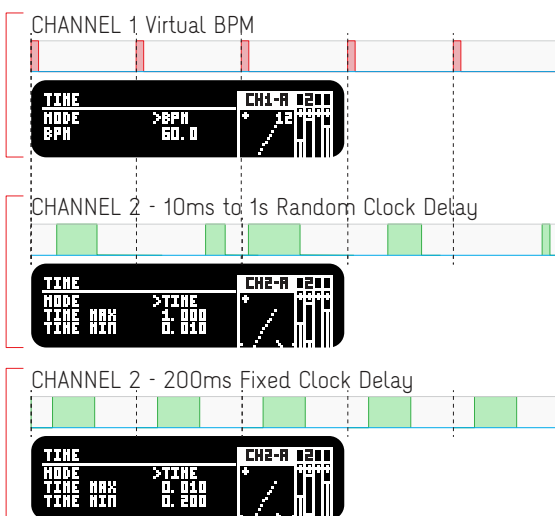 CHANNEL 1 Virtual BPM
TIME CH1-A
MODE >BPM 12
BPM 60.0
CHANNEL 2 - 10ms to 1s Random Clock Delay
TIME CH2-A
MODE >TIME
TIME MAX 1.000
TIME MIN 0.010
CHANNEL 2 - 200ms Fixed Clock Delay
TIME CH2-A
MODE >TIME
TIME MAX 0.010
TIME MIN 0.200